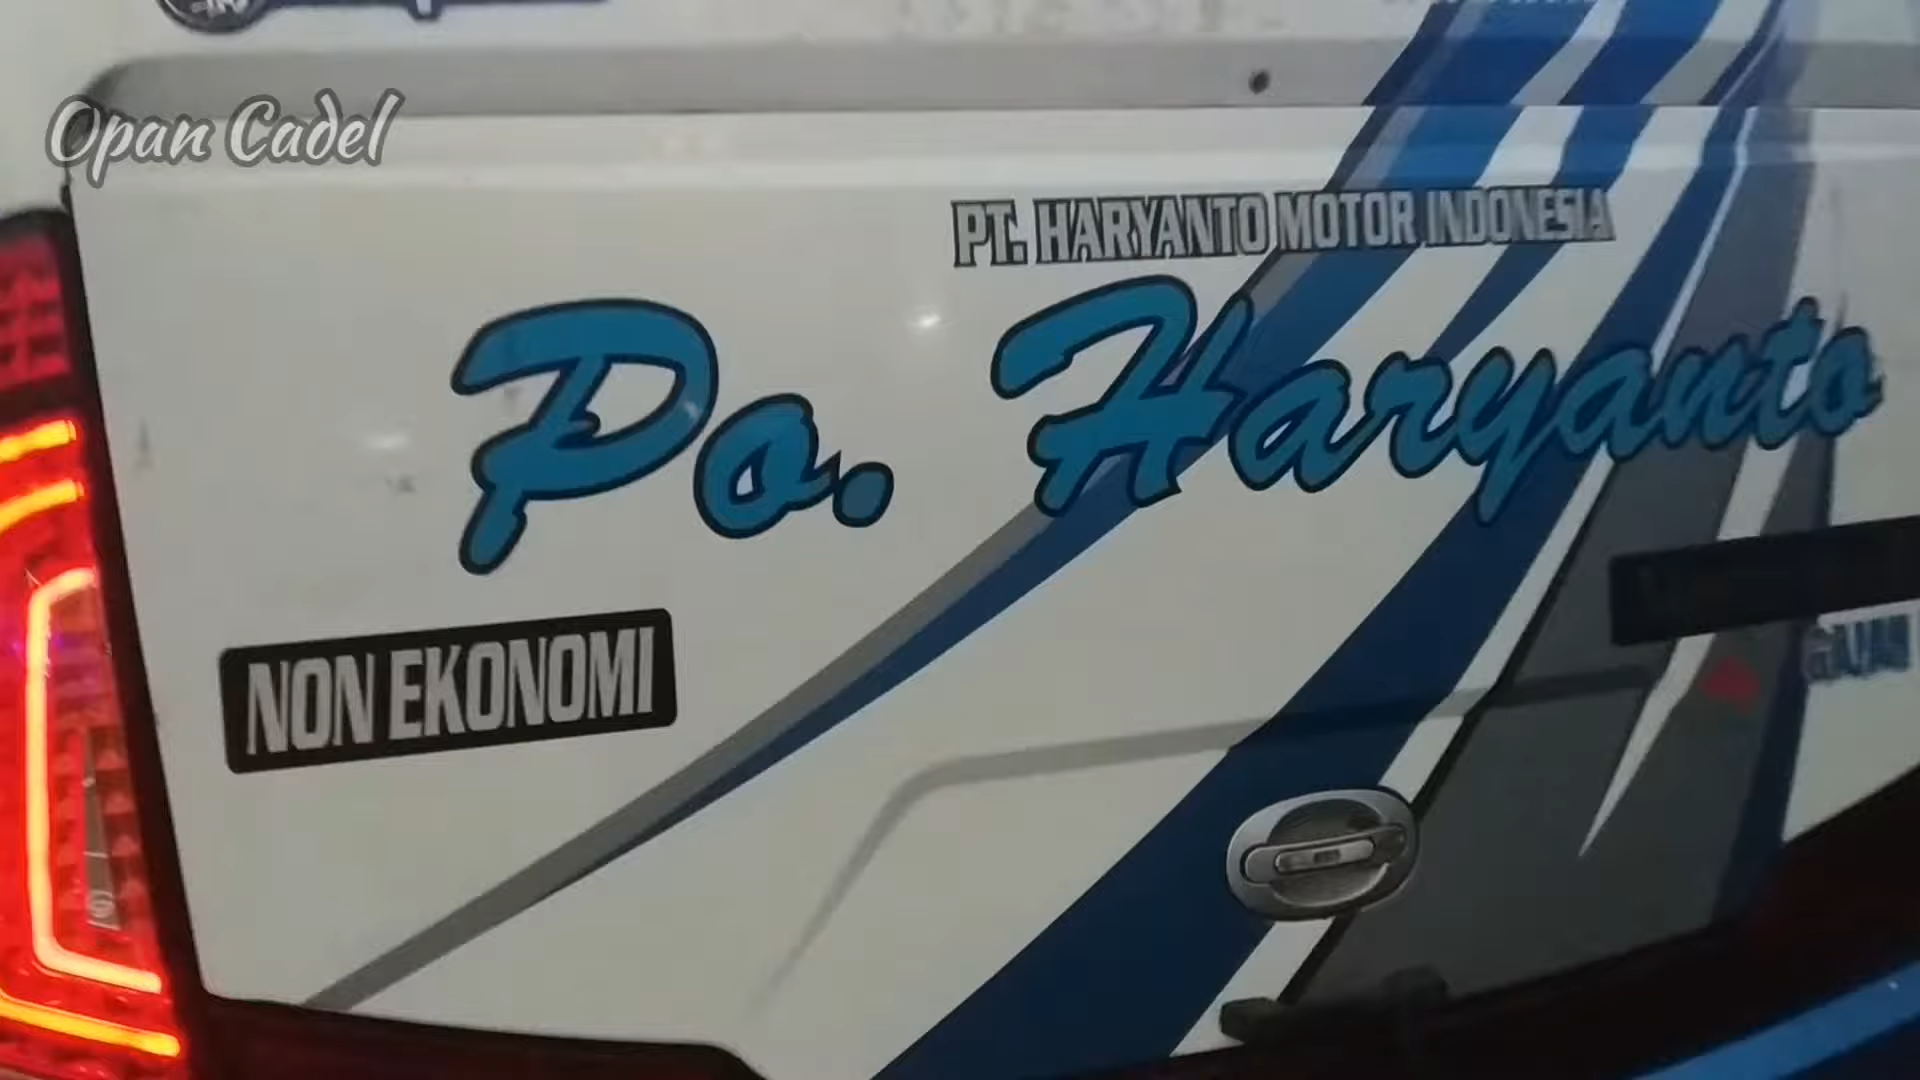 Opan Cadel
PT. HARYANTO MOTOR INDONESIA
Po. Haryanto
NON EKONOMI